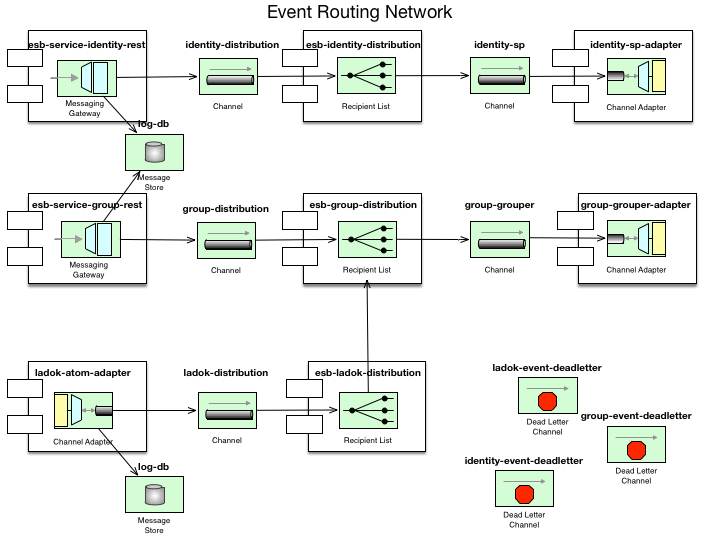 Event Routing Network
esb-service-identity-rest
identity-distribution
esb-identity-distribution
identity-sp
identity-sp-adapter
Messaging
Gateway
Channel
Recipient List
Channel
Channel Adapter
log-db
Message
Store
esb-service-group-rest
group-distribution
esb-group-distribution
group-grouper
group-grouper-adapter
Messaging
Gateway
Channel
Recipient List
Channel
Channel Adapter
ladok-atom-adapter
ladok-distribution
esb-ladok-distribution
ladok-event-deadletter
Channel Adapter
Channel
Recipient List
Dead Letter
Channel
group-event-deadletter
Dead Letter
Channel
log-db
Message
Store
identity-event-deadletter
Dead Letter
Channel